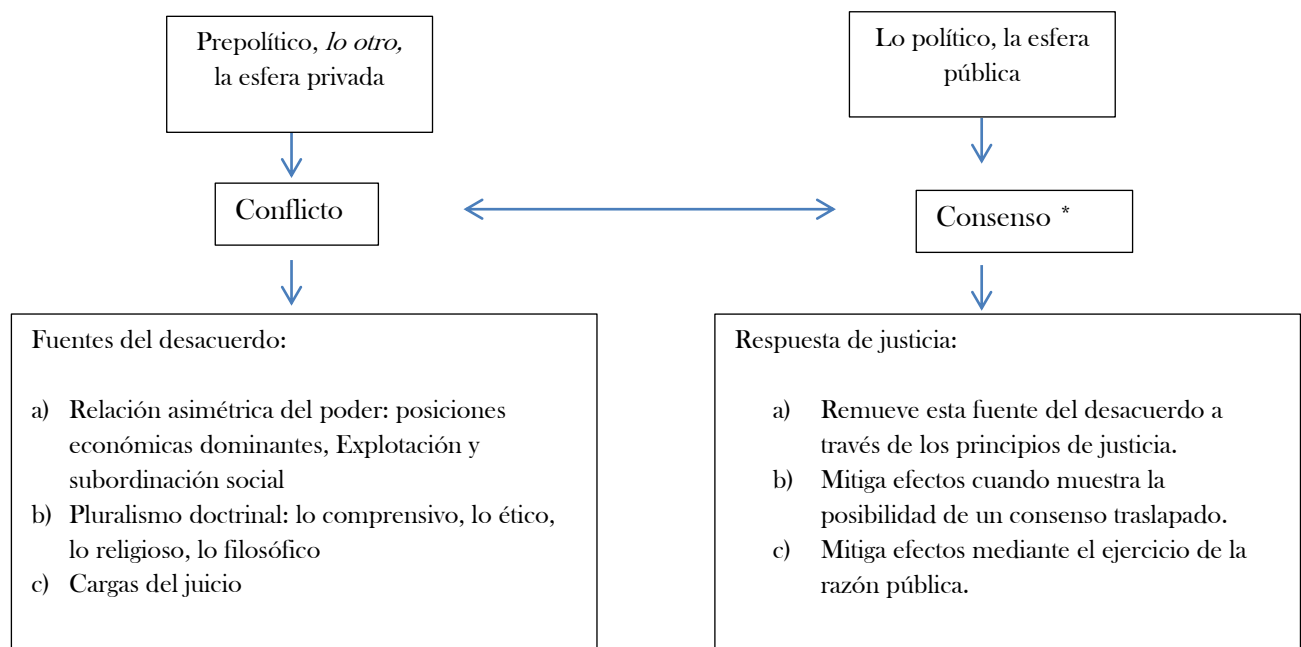 Prepolítico, lo otro,
la esfera privada
Lo político, la esfera
pública
Conflicto
Consenso *
Fuentes del desacuerdo:
a) Relación asimétrica del poder: posiciones
económicas dominantes, Explotación y
subordinación social
b) Pluralismo doctrinal: lo comprensivo, lo ético,
lo religioso, lo filosófico
c) Cargas del juicio
Respuesta de justicia:
a) Remueve esta fuente del desacuerdo a
través de los principios de justicia.
b) Mitiga efectos cuando muestra la
posibilidad de un consenso traslapado.
c) Mitiga efectos mediante el ejercicio de la
razón pública.